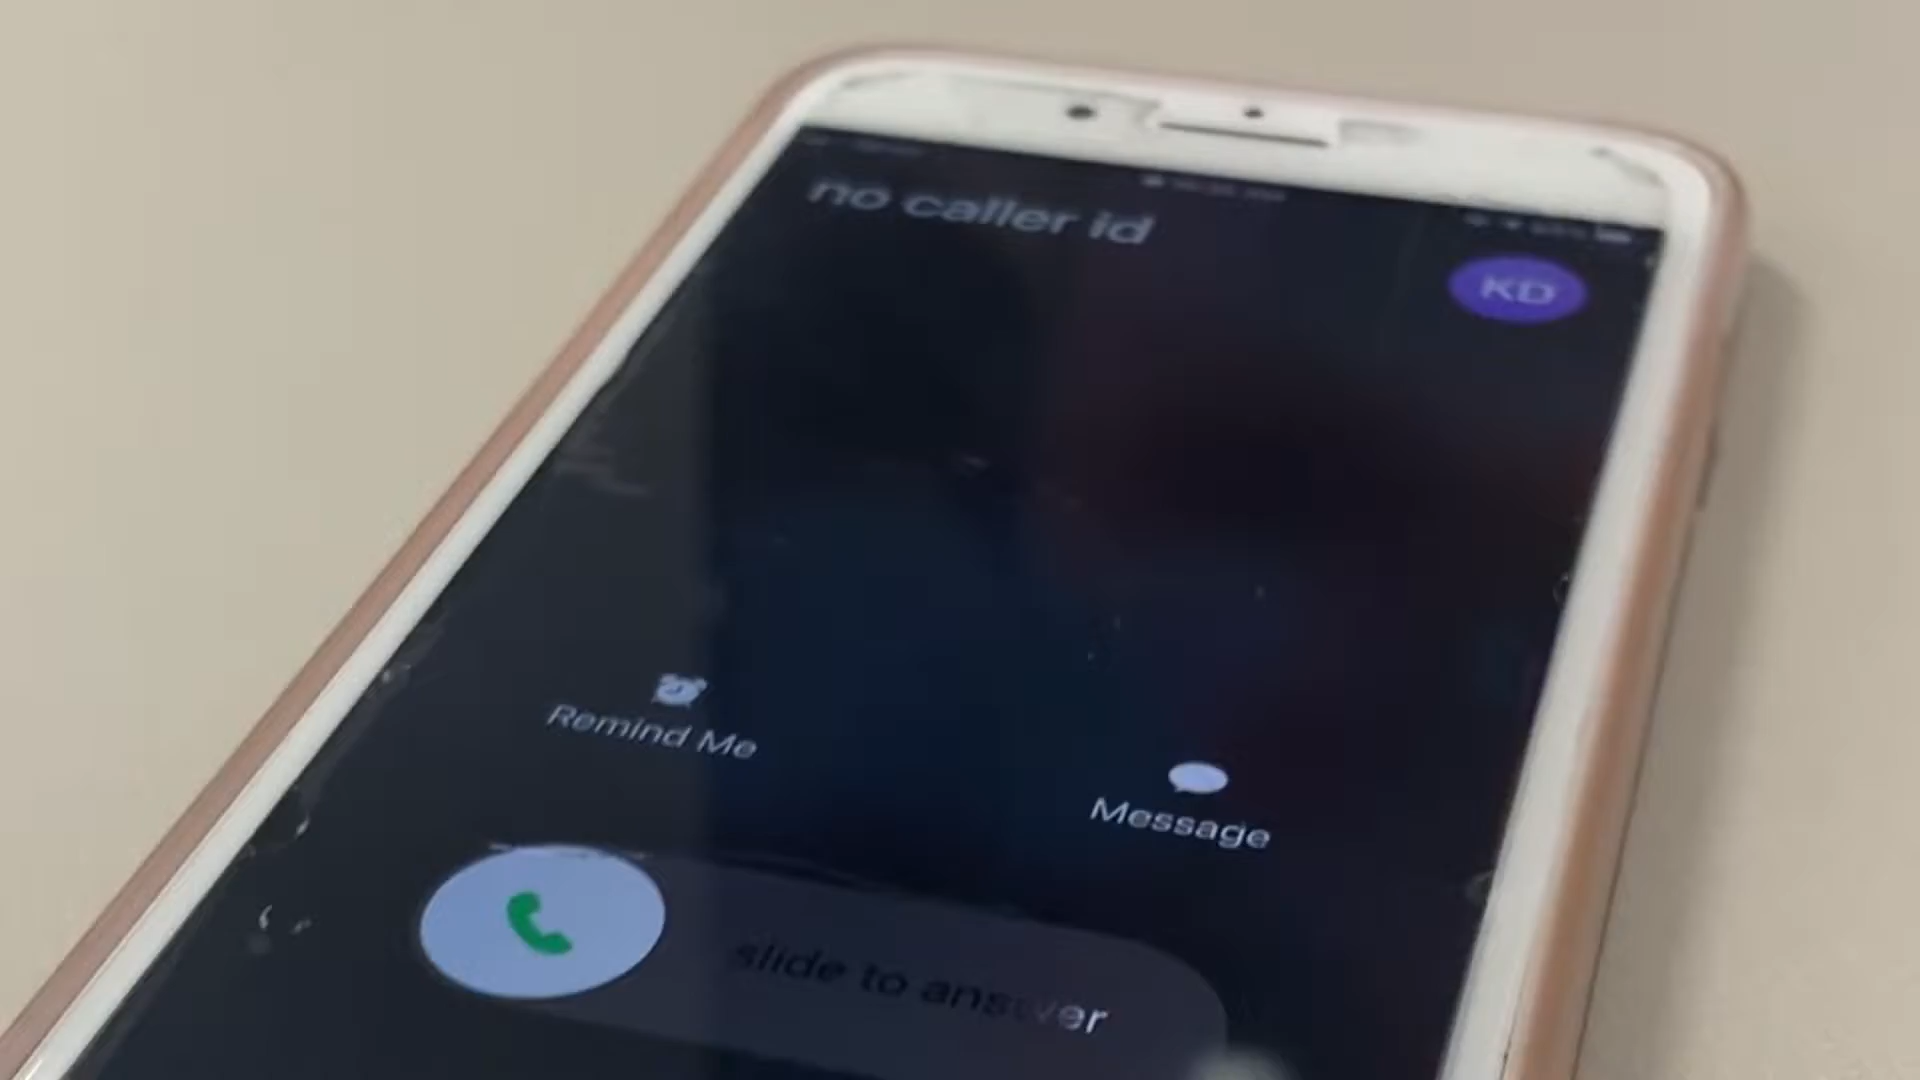 no caller id
KD
Remind Me
Message
slide to answer